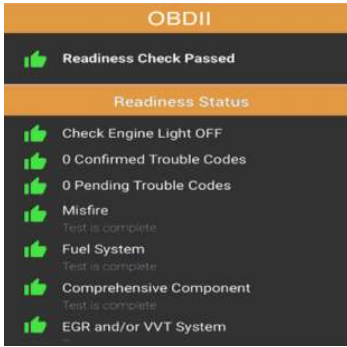 OBDII
Readiness Check Passed
Readiness Status
Check Engine Light OFF
0 Confirmed Trouble Codes
0 Pending Trouble Codes
Misfire
Test is complete
Fuel System
Test is complete
Comprehensive Component
Test is complete
EGR and/or VVT System